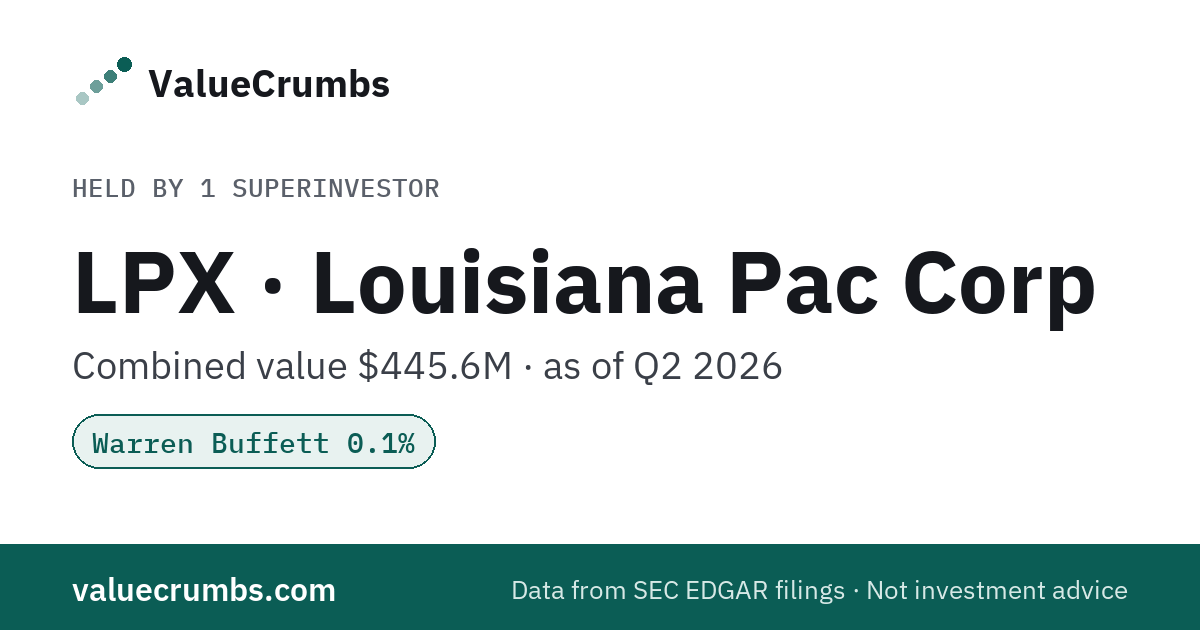 ValueCrumbs
HELD BY 1 SUPERINVESTOR
LPX · Louisiana Pac Corp
Combined value $445.6M · as of Q2 2026
Warren Buffett 0.1%
valuecrumbs.com
Data from SEC EDGAR filings · Not investment advice